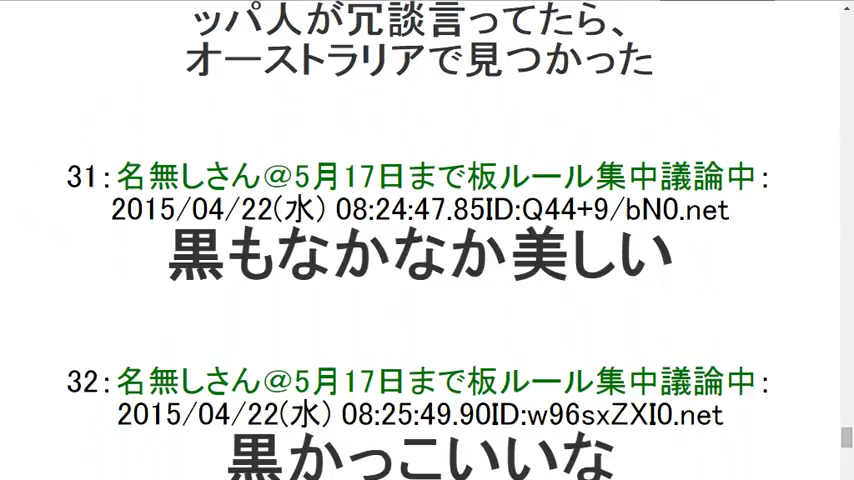 ッパ人が冗談言ってたら、
オーストラリアで見つかった
31：名無しさん＠5月17日まで板ルール集中議論中：
2015/04/22(水) 08:24:47.85ID:Q44+9/bN0.net
黒もなかなか美しい
32：名無しさん＠5月17日まで板ルール集中議論中：
2015/04/22(水) 08:25:49.90ID:w96sxZXI0.net
黒かっこいいな